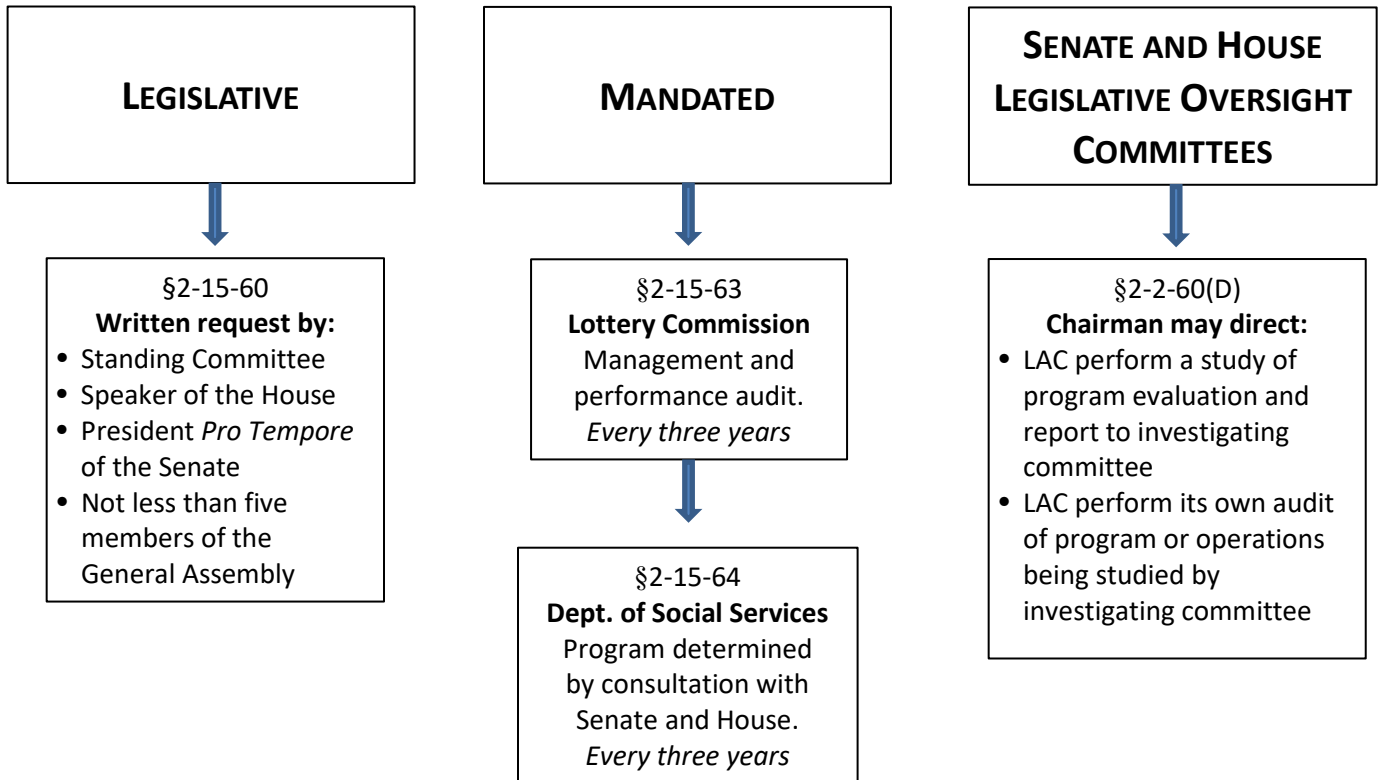 LEGISLATIVE
§2-15-60
Written request by:
• Standing Committee
• Speaker of the House
• President Pro Tempore
of the Senate
• Not less than five
members of the
General Assembly
MANDATED
§2-15-63
Lottery Commission
Management and
performance audit.
Every three years
§2-15-64
Dept. of Social Services
Program determined
by consultation with
Senate and House.
Every three years
SENATE AND HOUSE
LEGISLATIVE OVERSIGHT
COMMITTEES
§2-2-60(D)
Chairman may direct:
• LAC perform a study of
program evaluation and
report to investigating
committee
• LAC perform its own audit
of program or operations
being studied by
investigating committee